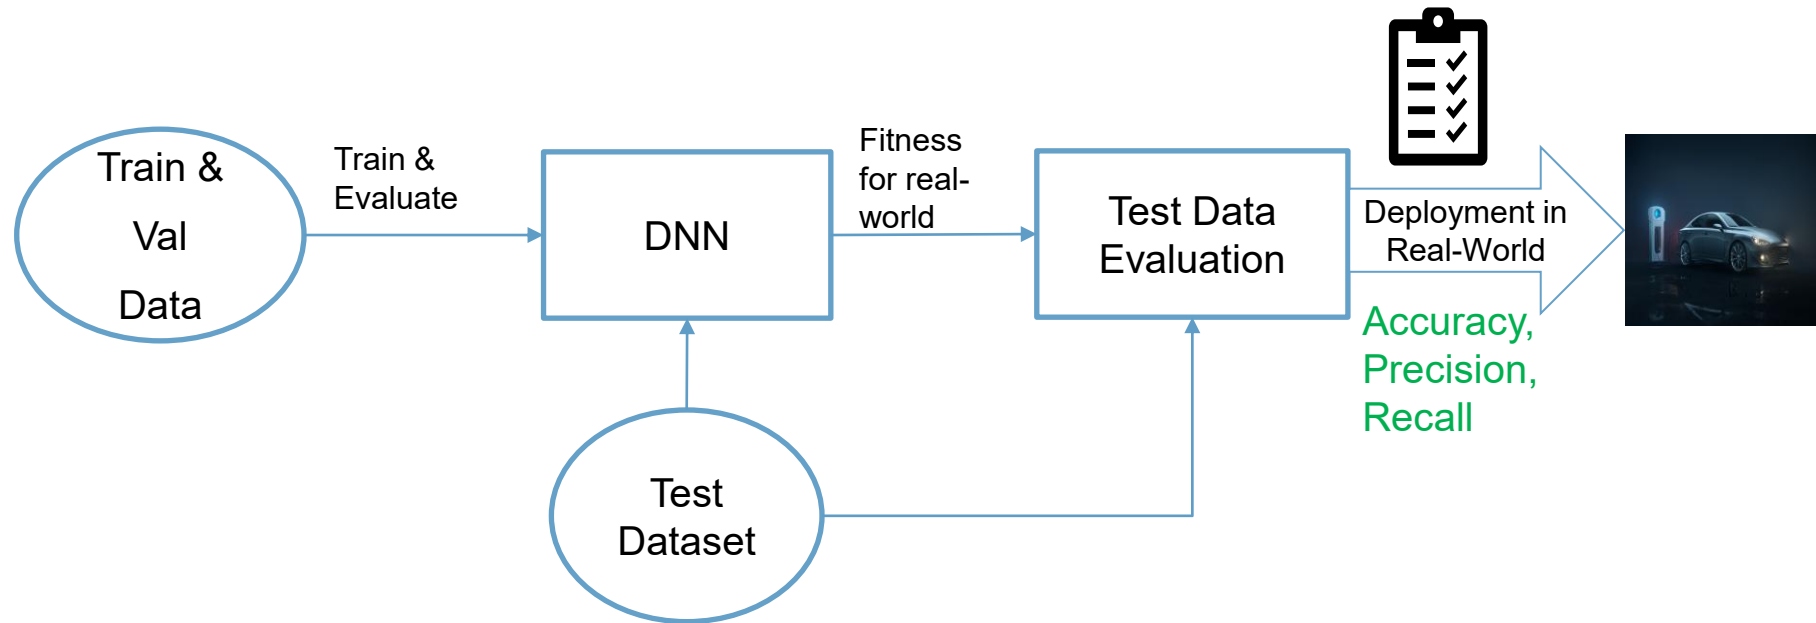 Train &
Val
Data
Train &
Evaluate
DNN
Fitness
for real-
world
Test Data
Evaluation
Deployment in
Real-World
Accuracy,
Precision,
Recall
Test
Dataset